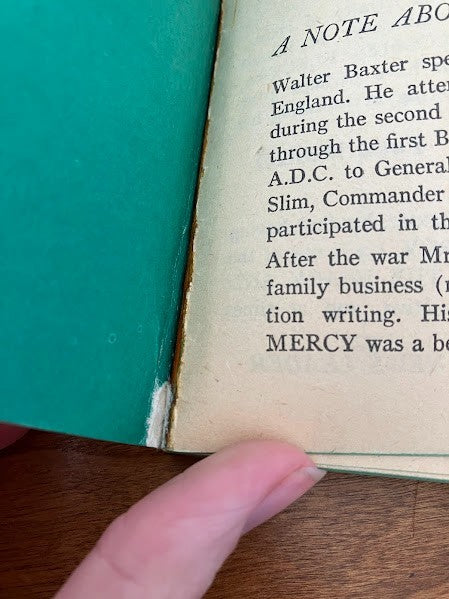 A NOTE ABO
Walter Baxter spe
England. He atte
during the second
through the first B
A.D.C. to General
Slim, Commander
participated in th
After the war Mr
family business (
tion writing. His
MERCY was a be